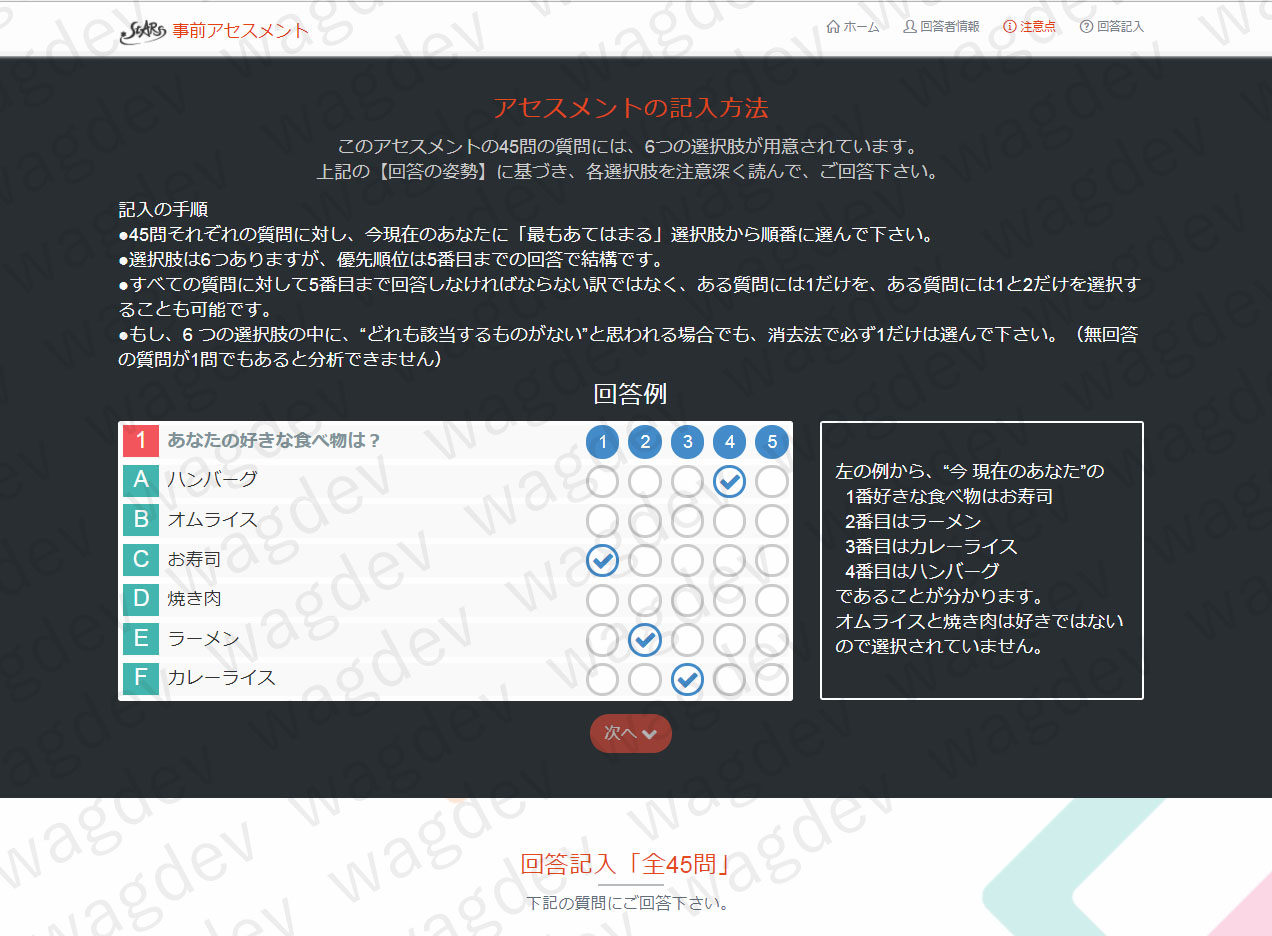 STARS 事前アセスメント
ホーム 回答者情報 注意点 回答記入
アセスメントの記入方法
このアセスメントの45問の質問には、6つの選択肢が用意されています。
上記の【回答の姿勢】に基づき、各選択肢を注意深く読んで、ご回答下さい。
記入の手順
●45問それぞれの質問に対し、今現在のあなたに「最もあてはまる」選択肢から順番に選んで下さい。
●選択肢は6つありますが、優先順位は5番目までの回答で結構です。
●すべての質問に対して5番目まで回答しなければならない訳ではなく、ある質問には1だけを、ある質問には1と2だけを選択す
ることも可能です。
●もし、6 つの選択肢の中に、“どれも該当するものがない”と思われる場合でも、消去法で必ず1だけは選んで下さい。（無回答
の質問が1問でもあると分析できません）
回答例
1 あなたの好きな食べ物は？ 1 2 3 4 5
A ハンバーグ
B オムライス
C お寿司
D 焼き肉
E ラーメン
F カレーライス
左の例から、“今 現在のあなた”の
1番好きな食べ物はお寿司
2番目はラーメン
3番目はカレーライス
4番目はハンバーグ
であることが分かります。
オムライスと焼き肉は好きではない
ので選択されていません。
次へ
回答記入「全45問」
下記の質問にご回答下さい。
wagdev